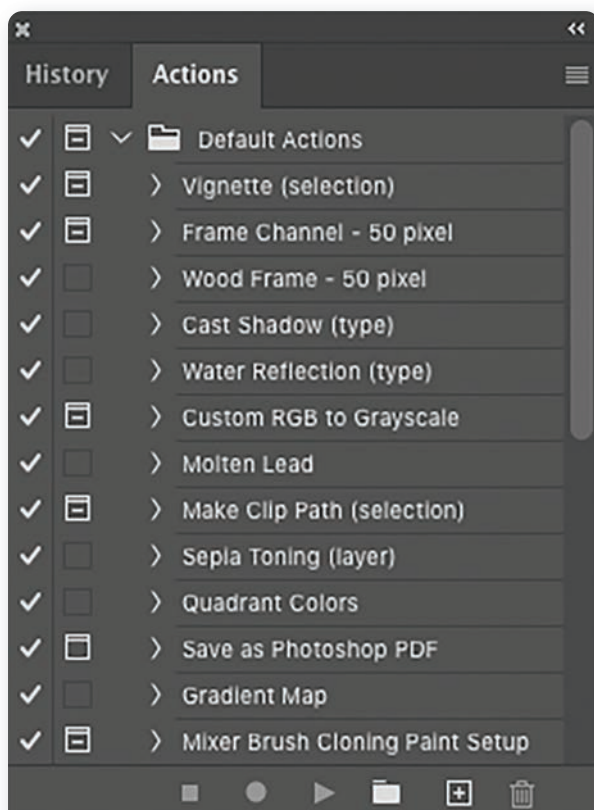 History Actions
Default Actions
Vignette (selection)
Frame Channel - 50 pixel
Wood Frame - 50 pixel
Cast Shadow (type)
Water Reflection (type)
Custom RGB to Grayscale
Molten Lead
Make Clip Path (selection)
Sepia Toning (layer)
Quadrant Colors
Save as Photoshop PDF
Gradient Map
Mixer Brush Cloning Paint Setup